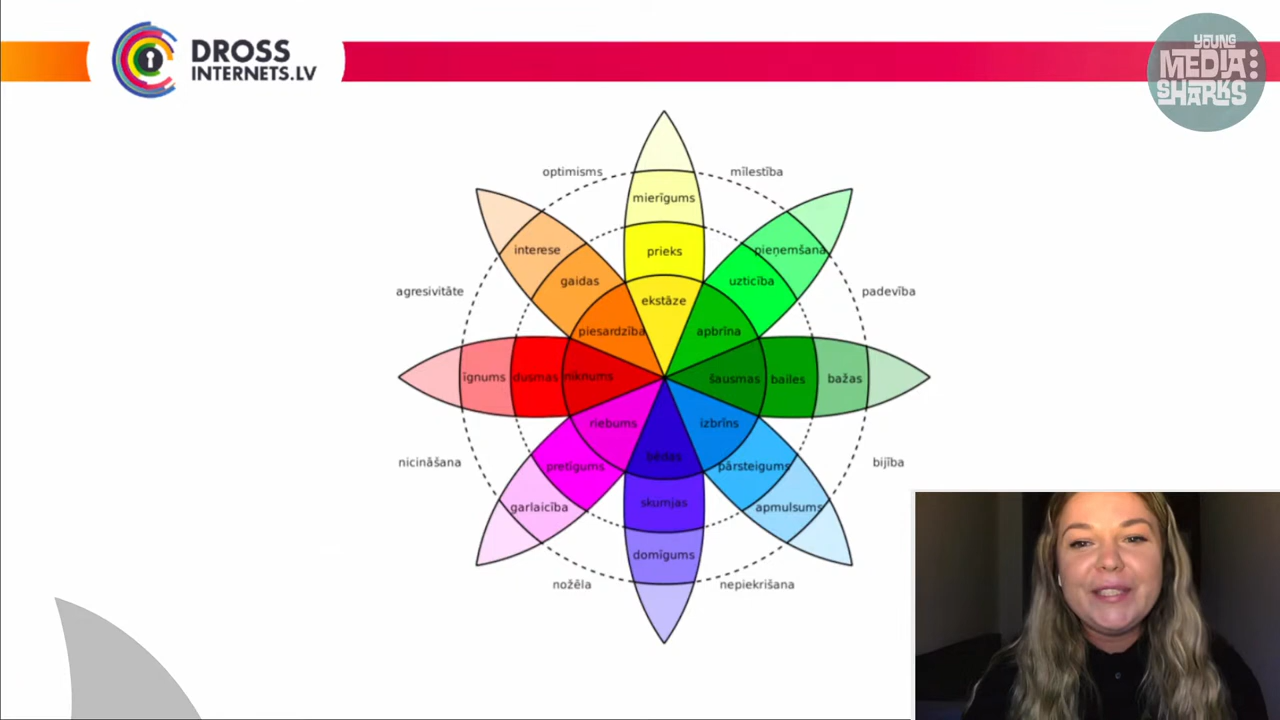 DROSS
INTERNETS.LV
YOUNG
MEDIA:
SHARKS
optimisms
mīlestība
mierīgums
interese
prieks
pieņemšana
gaidas
uzticība
agresivitāte
ekstāze
padevība
piesardzība
apbrīna
īgnums
dusmas
niknums
šausmas
bailes
bažas
riebums
izbrīns
nicināšana
bēdas
bijība
pretīgums
pārsteigums
garlaicība
skumjas
apmulsums
domīgums
nožēla
nepiekrišana